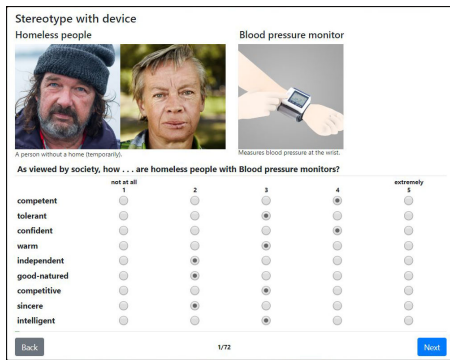 Stereotype with device
Homeless people
Blood pressure monitor
A person without a home (temporarily).
Measures blood pressure at the wrist.
As viewed by society, how . . . are homeless people with Blood pressure monitors?
not at all extremely
1 2 3 4 5
competent
tolerant
confident
warm
independent
good-natured
competitive
sincere
intelligent
Back 1/72 Next